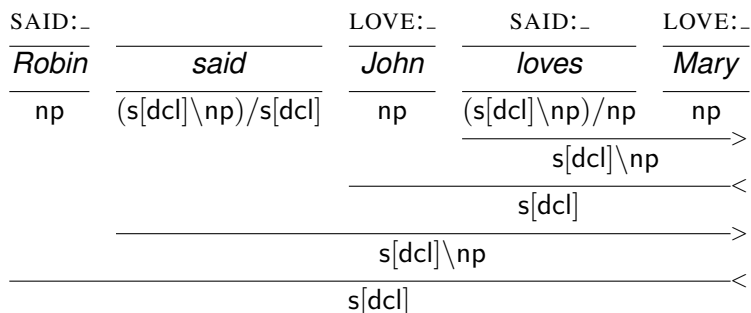 SAID:_ LOVE:_ SAID:_ LOVE:_
Robin said John loves Mary
np (s[dcl]\np)/s[dcl] np (s[dcl]\np)/np np
>
s[dcl]\np
<
s[dcl]
>
s[dcl]\np
<
s[dcl]